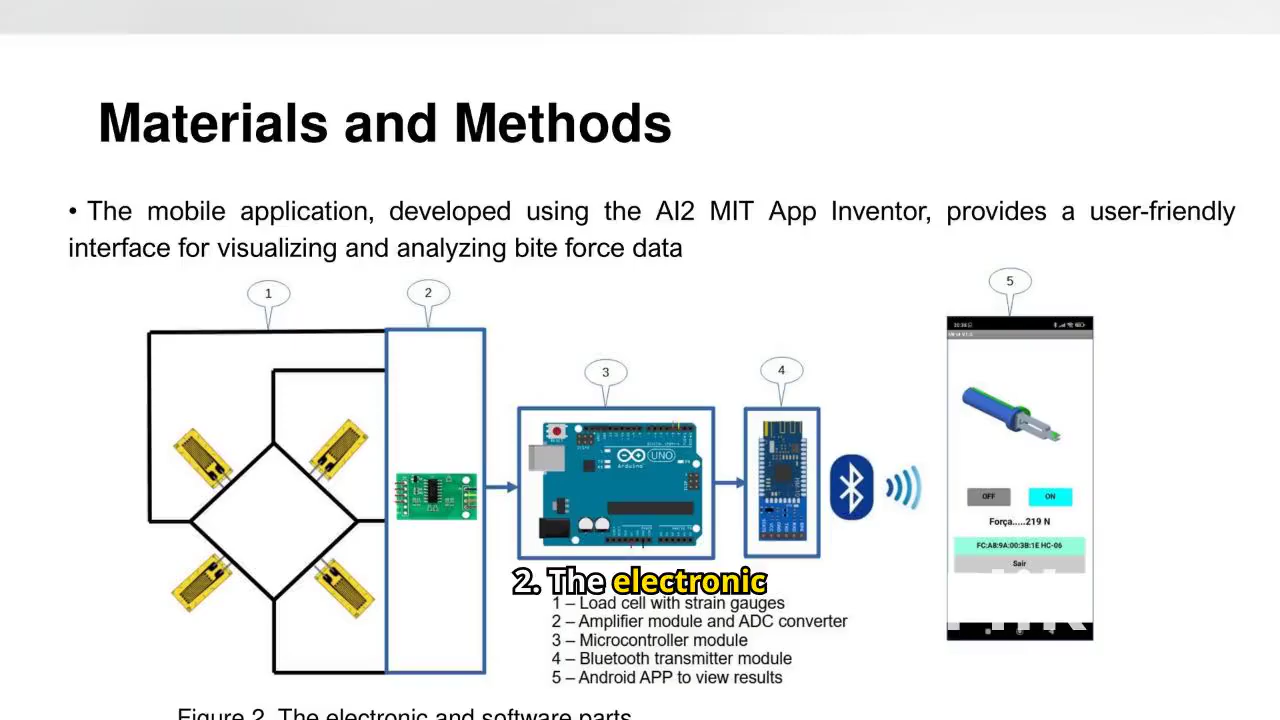 Materials and Methods
• The mobile application, developed using the AI2 MIT App Inventor, provides a user-friendly
interface for visualizing and analyzing bite force data
1
2
3
4
5
OFF
ON
Força.....219 N
FC:A8:9A:00:3B:1E HC-06
Sair
UNO
Arduino
RESET
2. The electronic
1 – Load cell with strain gauges
2 – Amplifier module and ADC converter
3 – Microcontroller module
4 – Bluetooth transmitter module
5 – Android APP to view results
Figure 2. The electronic and software parts